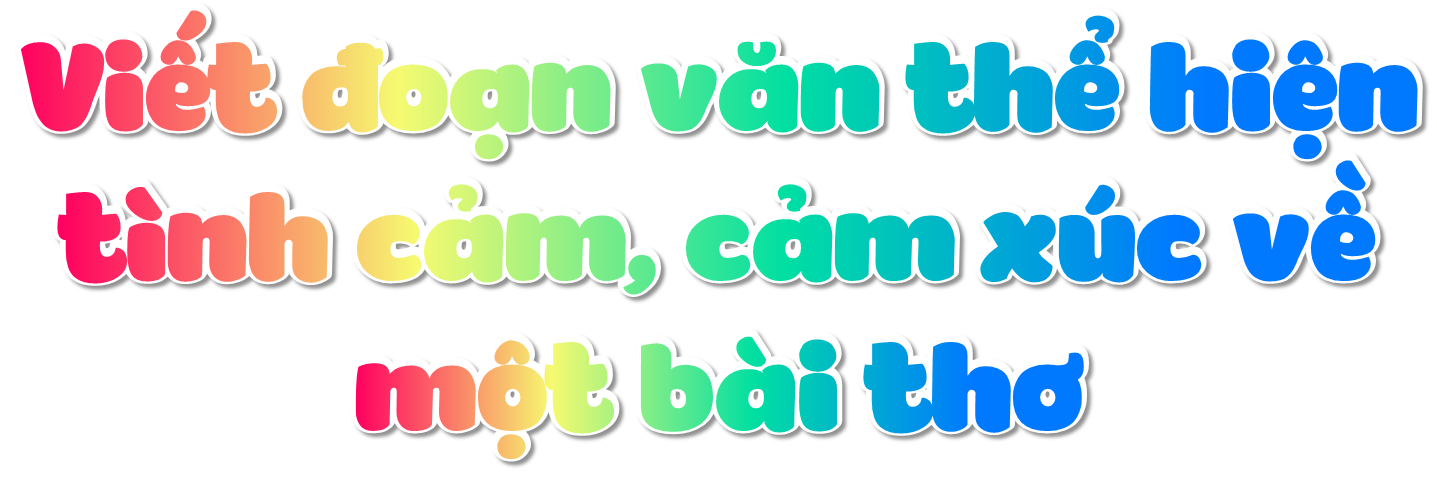 Viết đoạn văn thể hiện
tình cảm, cảm xúc về
một bài thơ